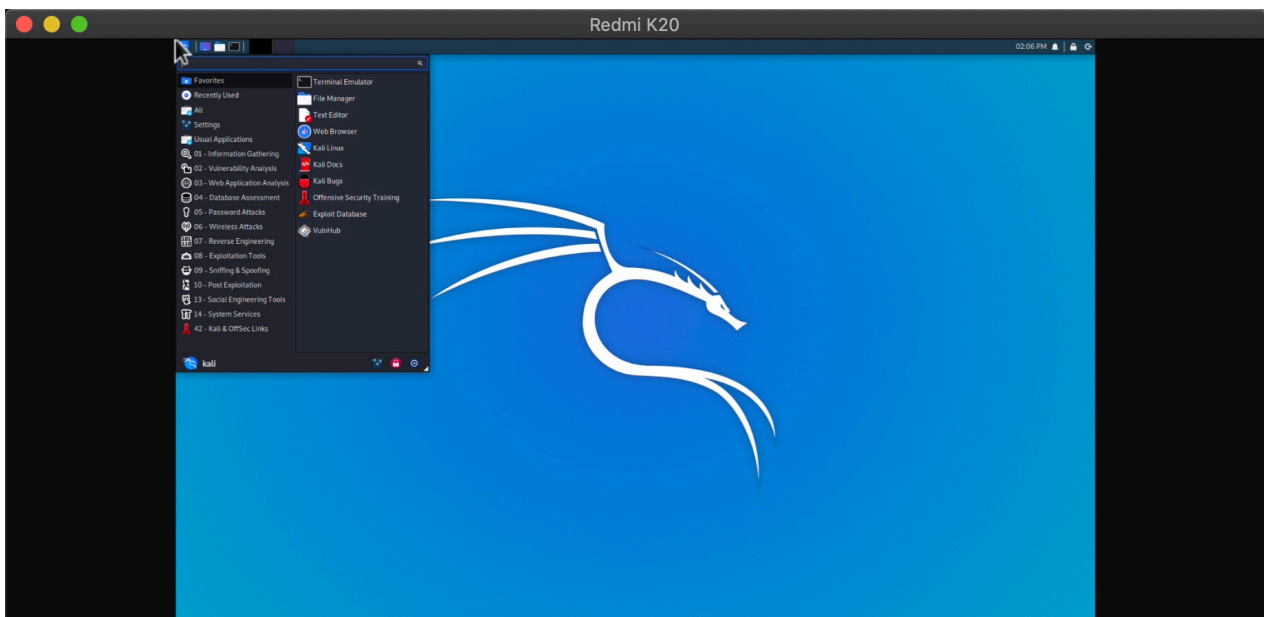 Redmi K20
02:06 PM
Favorites
Recently Used
All
Settings
Usual Applications
01 - Information Gathering
02 - Vulnerability Analysis
03 - Web Application Analysis
04 - Database Assessment
05 - Password Attacks
06 - Wireless Attacks
07 - Reverse Engineering
08 - Exploitation Tools
09 - Sniffing & Spoofing
10 - Post Exploitation
13 - Social Engineering Tools
14 - System Services
42 - Kali & OffSec Links
Terminal Emulator
File Manager
Text Editor
Web Browser
Kali Linux
Kali Docs
Kali Bugs
Offensive Security Training
Exploit Database
VulnHub
kali